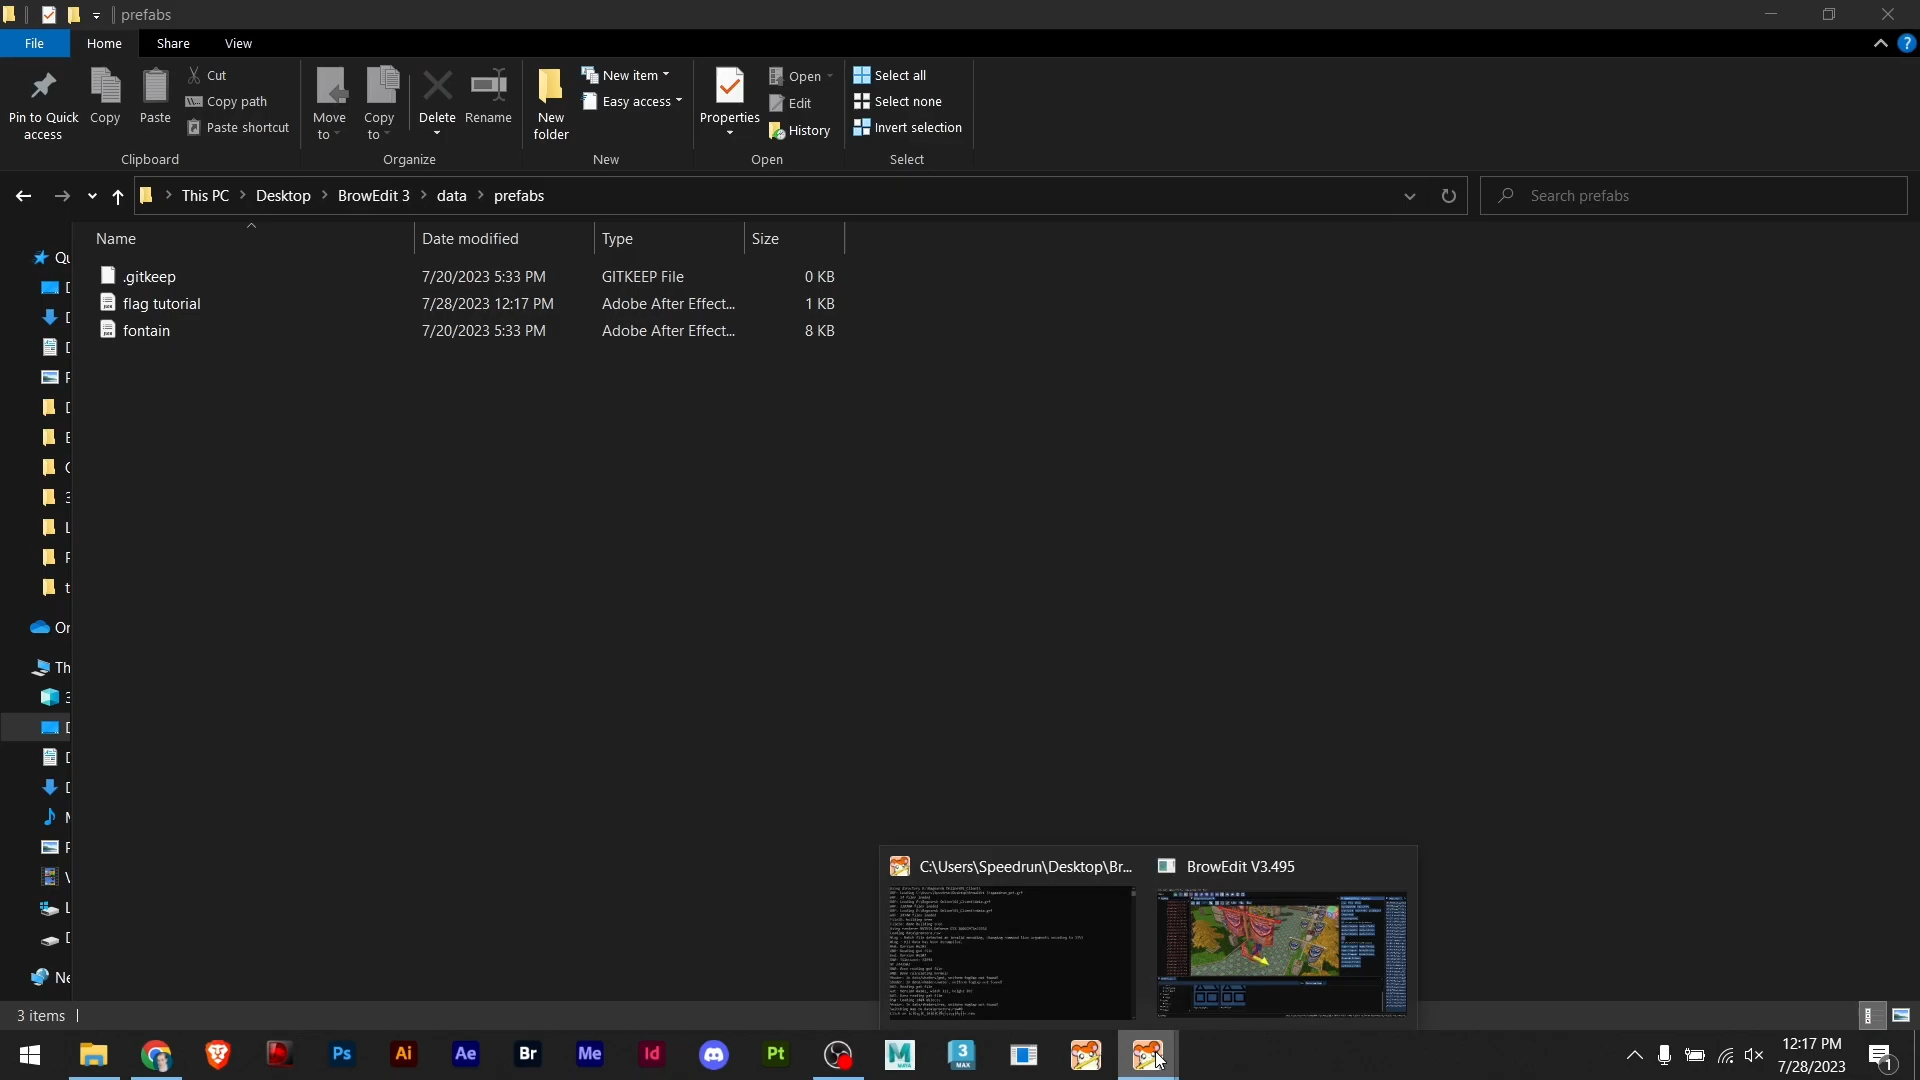 prefabs
File
Home
Share
View
Pin to Quick access
Copy
Paste
Cut
Copy path
Paste shortcut
Clipboard
Move to
Copy to
Delete
Rename
Organize
New folder
New item
Easy access
New
Properties
Open
Edit
History
Open
Select all
Select none
Invert selection
Select
This PC
Desktop
BrowEdit 3
data
prefabs
Search prefabs
Name
Date modified
Type
Size
.gitkeep 7/20/2023 5:33 PM GITKEEP File 0 KB
flag tutorial 7/28/2023 12:17 PM Adobe After Effect... 1 KB
fontain 7/20/2023 5:33 PM Adobe After Effect... 8 KB
C:\Users\Speedrun\Desktop\Br...
BrowEdit V3.495
3 items
Ps
Ai
Ae
Br
Me
Id
Pt
3
MAX
12:17 PM
7/28/2023
1